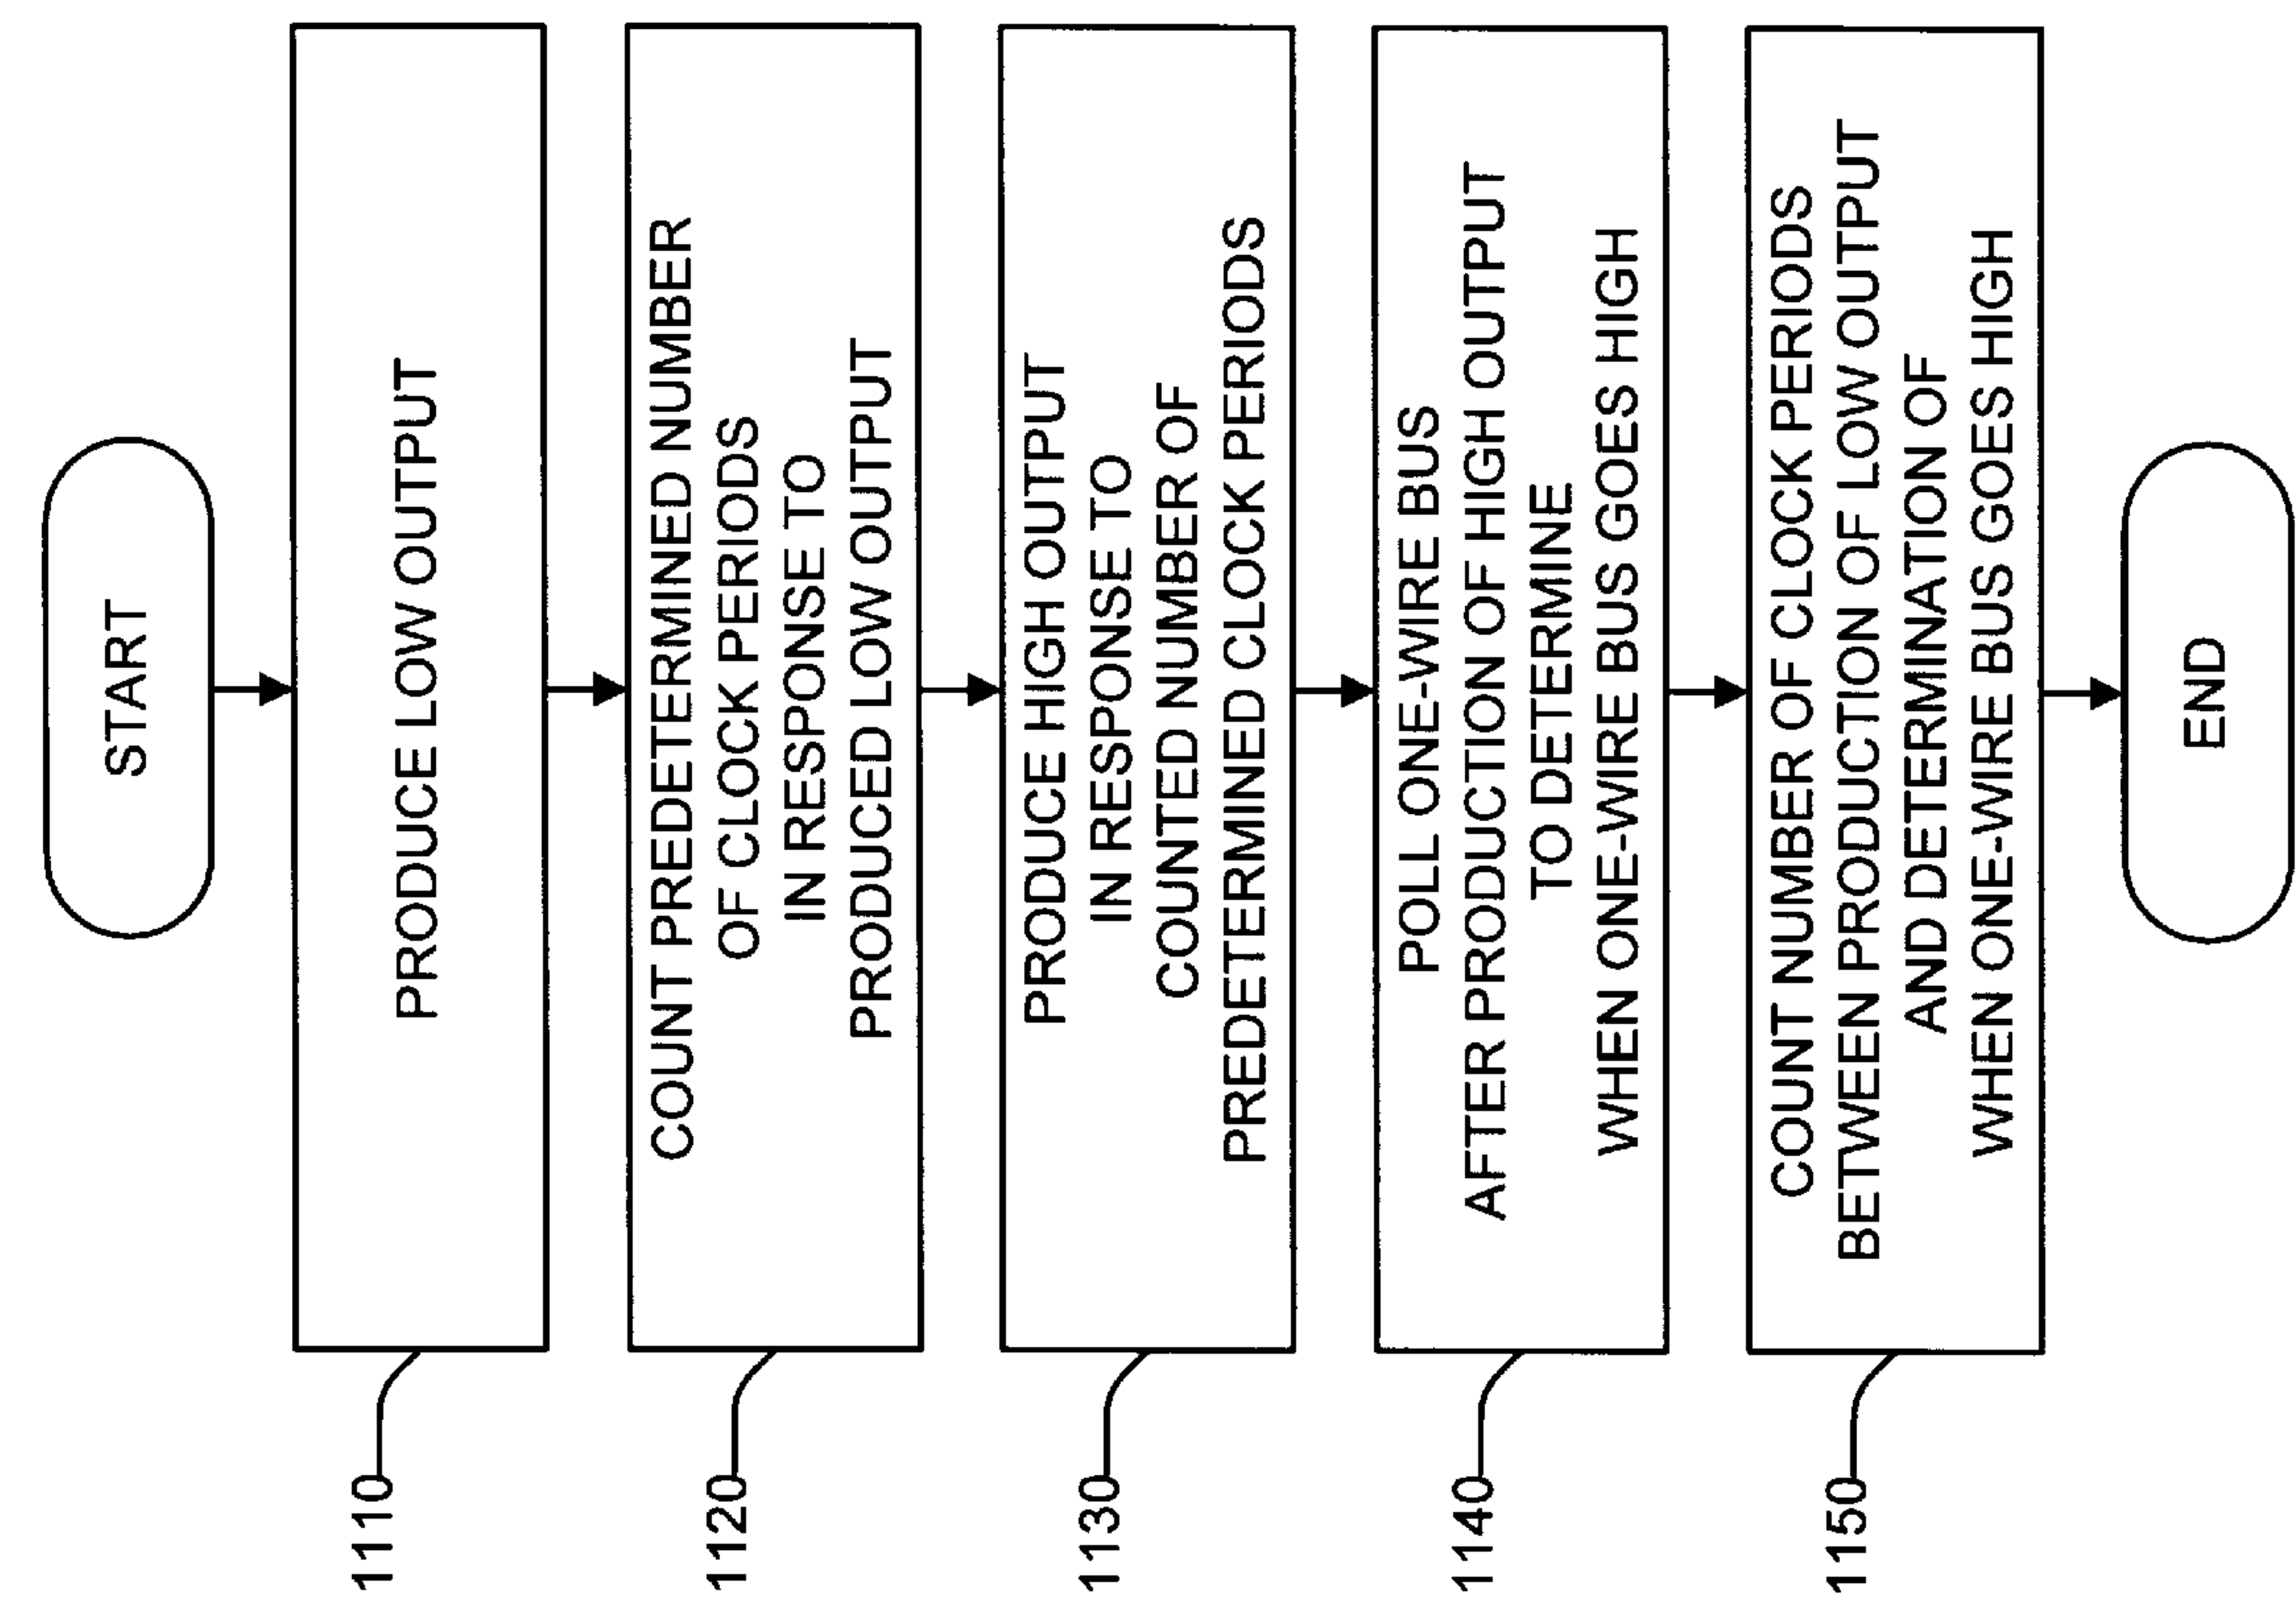 START
1110
PRODUCE LOW OUTPUT
1120
COUNT PREDETERMINED NUMBER
OF CLOCK PERIODS
IN RESPONSE TO
PRODUCED LOW OUTPUT
1130
PRODUCE HIGH OUTPUT
IN RESPONSE TO
COUNTED NUMBER OF
PREDETERMINED CLOCK PERIODS
1140
POLL ONE-WIRE BUS
AFTER PRODUCTION OF HIGH OUTPUT
TO DETERMINE
WHEN ONE-WIRE BUS GOES HIGH
1150
COUNT NUMBER OF CLOCK PERIODS
BETWEEN PRODUCTION OF LOW OUTPUT
AND DETERMINATION OF
WHEN ONE-WIRE BUS GOES HIGH
END